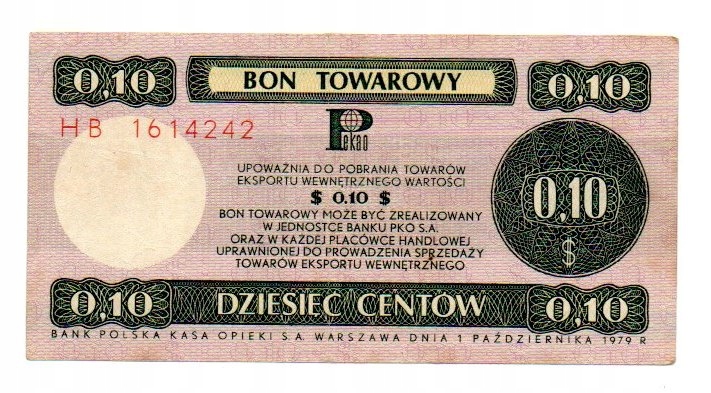 0,10 BON TOWAROWY 0,10
HB 1614242
Pekao
UPOWAŻNIA DO POBRANIA TOWARÓW
EKSPORTU WEWNĘTRZNEGO WARTOŚCI
$ 0.10 $
BON TOWAROWY MOŻE BYĆ ZREALIZOWANY
W JEDNOSTCE BANKU PKO S.A.
ORAZ W KAŻDEJ PLACÓWCE HANDLOWEJ
UPRAWNIONEJ DO PROWADZENIA SPRZEDAŻY
TOWARÓW EKSPORTU WEWNĘTRZNEGO
0,10
$
0,10 DZIESIĘĆ CENTÓW 0,10
BANK POLSKA KASA OPIEKI S.A. WARSZAWA DNIA 1 PAŹDZIERNIKA 1979 R